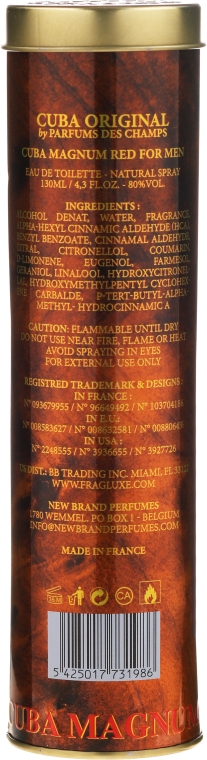 CUBA ORIGINAL
by PARFUMS DES CHAMPS
CUBA MAGNUM RED FOR MEN
EAU DE TOILETTE - NATURAL SPRAY
130ML / 4,3 FL.O. - 80%VOL.
INGREDIENTS :
ALCOHOL DENAT, WATER, FRAGRANCE,
ALPHA-HEXYL CINNAMIC ALDEHYDE (HCA),
BENZYL BENZOATE, CINNAMAL ALDEHYDE,
CITRAL, CITRONELLOL, COUMARIN,
D-LIMONENE, EUGENOL, FARMESOL,
GERANIOL, LINALOOL, HYDROXYCITRONEL-
LAL, HYDROXYMETHYLPENTYL CYCLOHEX-
ENE CARBALDE, P-TERT-BUTYL-ALPHA-
METHYL- HYDROCINNAMIC A
CAUTION: FLAMMABLE UNTIL DRY
DO NOT USE NEAR FIRE, FLAME OR HEAT
AVOID SPRAYING IN EYES
FOR EXTERNAL USE ONLY
REGISTRED TRADEMARK & DESIGNS :
IN FRANCE :
N° 093679955 / N° 96649492 / N° 103704186
IN E.U.:
N° 008583627 / N° 008632581 / N° 008806459
IN USA :
N° 2248555 / N° 3936655 / N° 3927726
US DIST.: BB TRADING INC. MIAMI, FL 33121
WWW.FRAGLUXE.COM
NEW BRAND PERFUMES
1780 WEMMEL. PO BOX 1 - BELGIUM
INFO@NEWBRANDPERFUMES.COM
MADE IN FRANCE
CA
5 425017 731986
CUBA MAGNUM